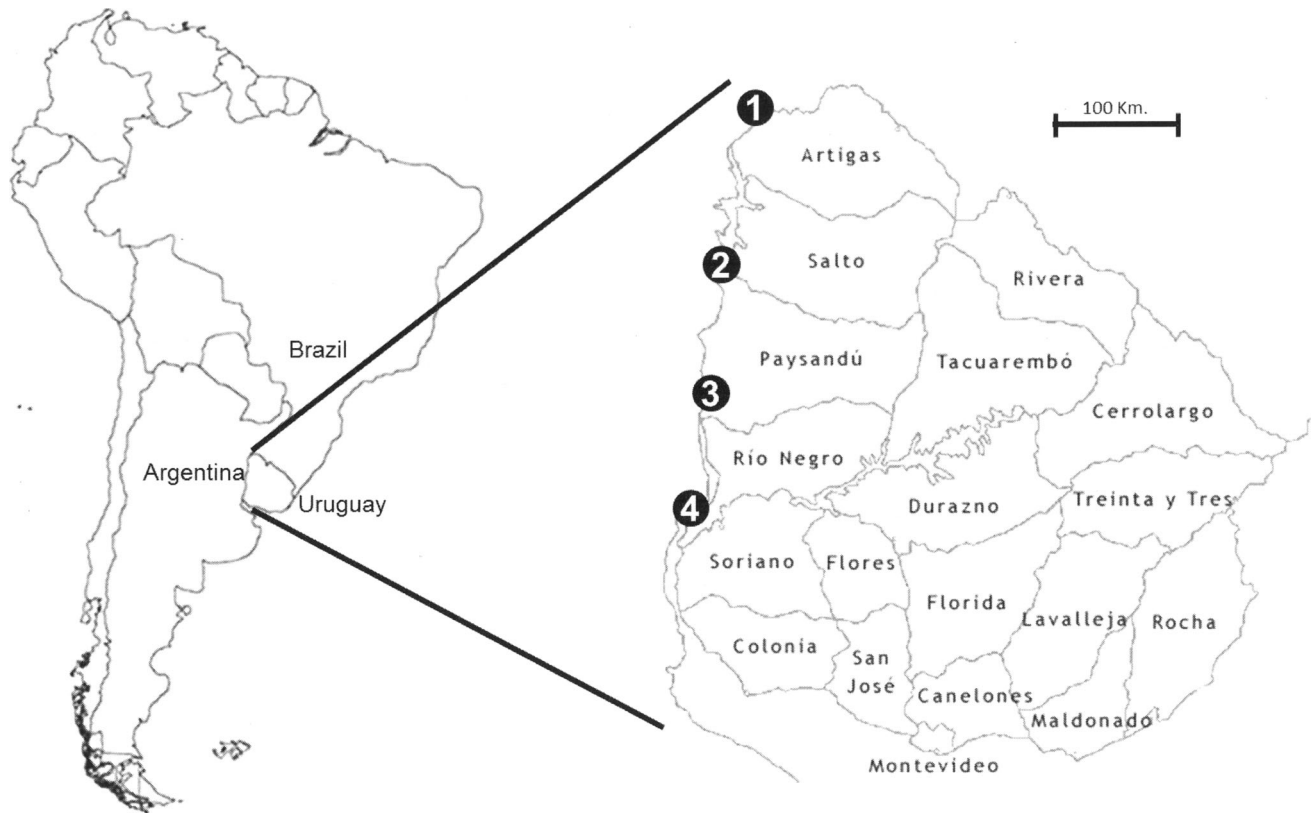 Brazil
Argentina
Uruguay
1
100 Km.
Artigas
2
Salto
Rivera
Paysandú
Tacuarembó
3
Cerrolargo
Río Negro
4
Durazno
Treinta y Tres
Soriano
Flores
Florida
Lavalleja
Rocha
Colonia
San
José
Canelones
Maldonado
Montevideo